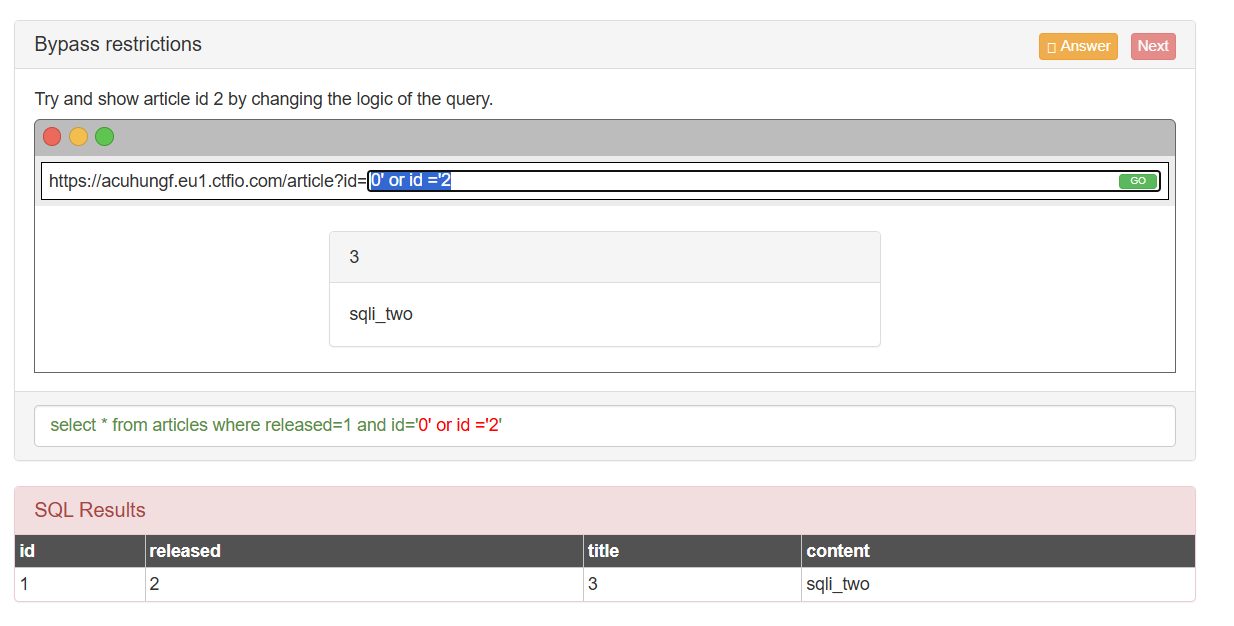 Bypass restrictions
Answer
Next
Try and show article id 2 by changing the logic of the query.
https://acuhungf.eu1.ctfio.com/article?id=0' or id ='2
GO
3
sqli_two
select * from articles where released=1 and id='0' or id ='2'
SQL Results
id released title content
1 2 3 sqli_two